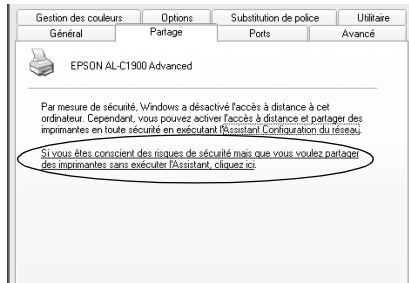 Gestion des couleurs Options Substitution de police Utilitaire
Général Partage Ports Avancé
EPSON AL-C1900 Advanced
Par mesure de sécurité, Windows a désactivé l'accès à distance à cet
ordinateur. Cependant, vous pouvez activer l'accès à distance et partager des
imprimantes en toute sécurité en exécutant l'Assistant Configuration du réseau.
Si vous êtes conscient des risques de sécurité mais que vous voulez partager
des imprimantes sans exécuter l'Assistant, cliquez ici.